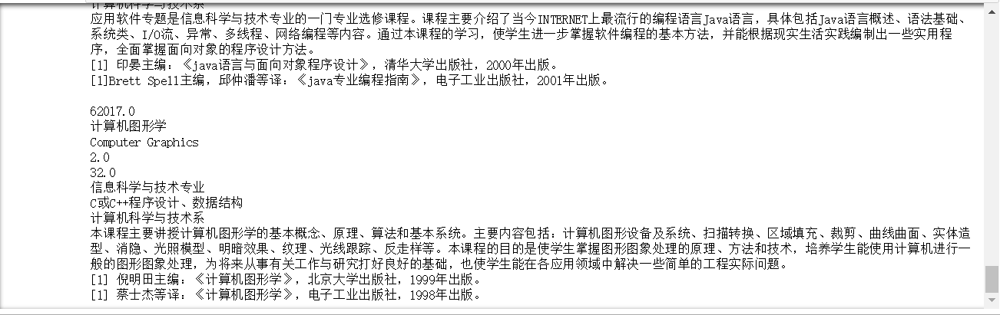 计算机科学与技术系
应用软件专题是信息科学与技术专业的一门专业选修课程。课程主要介绍了当今INTERNET上最流行的编程语言Java语言，具体包括Java语言概述、语法基础、
系统类、I/O流、异常、多线程、网络编程等内容。通过本课程的学习，使学生进一步掌握软件编程的基本方法，并能根据现实生活实践编制出一些实用程
序，全面掌握面向对象的程序设计方法。
[1] 印旻主编：《java语言与面向对象程序设计》，清华大学出版社，2000年出版。
[1]Brett Spell主编，邱仲潘等译：《java专业编程指南》，电子工业出版社，2001年出版。
62017.0
计算机图形学
Computer Graphics
2.0
32.0
信息科学与技术专业
C或C++程序设计、数据结构
计算机科学与技术系
本课程主要讲授计算机图形学的基本概念、原理、算法和基本系统。主要内容包括：计算机图形设备及系统、扫描转换、区域填充、裁剪、曲线曲面、实体造
型、消隐、光照模型、明暗效果、纹理、光线跟踪、反走样等。本课程的目的是使学生掌握图形图象处理的原理、方法和技术，培养学生能使用计算机进行一
般的图形图象处理，为将来从事有关工作与研究打好良好的基础，也使学生能在各应用领域中解决一些简单的工程实际问题。
[1] 倪明田主编：《计算机图形学》，北京大学出版社，1999年出版。
[1] 蔡士杰等译：《计算机图形学》，电子工业出版社，1998年出版。